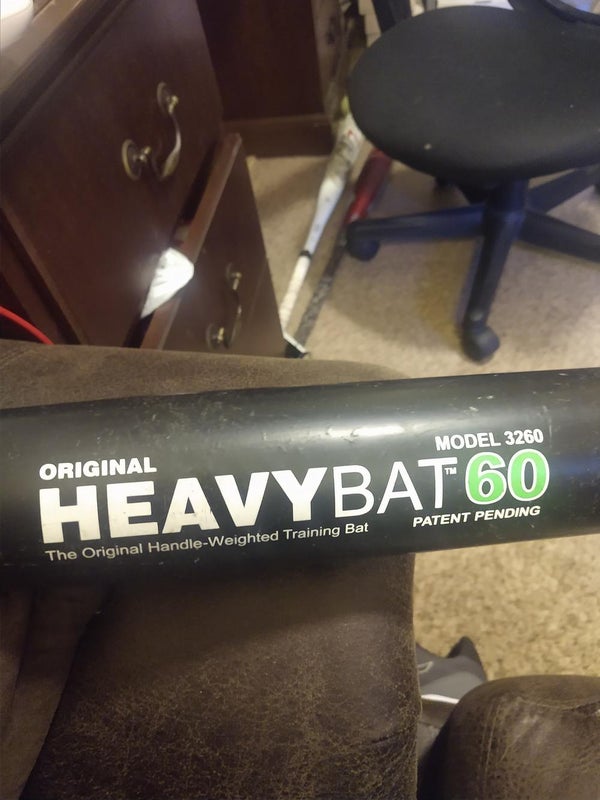 ORIGINAL
HEAVYBAT™
The Original Handle-Weighted Training Bat
MODEL 3260
60
PATENT PENDING